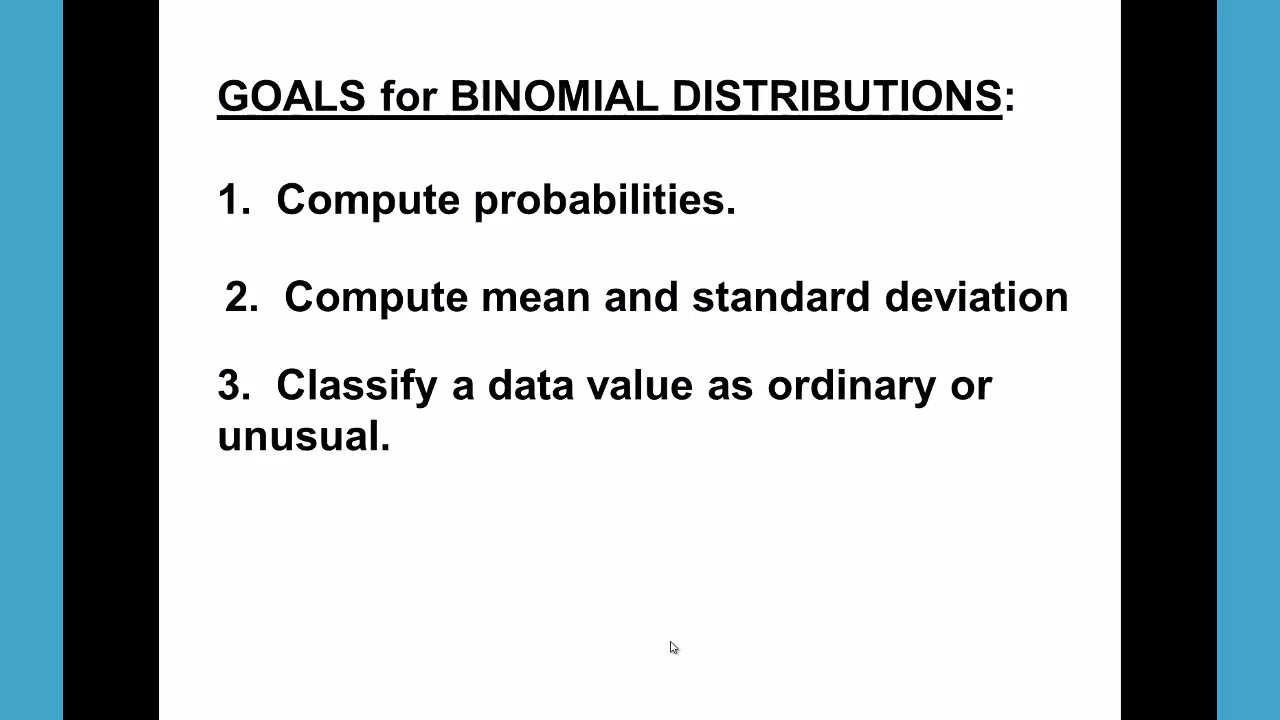 GOALS for BINOMIAL DISTRIBUTIONS:
1. Compute probabilities.
2. Compute mean and standard deviation
3. Classify a data value as ordinary or
unusual.